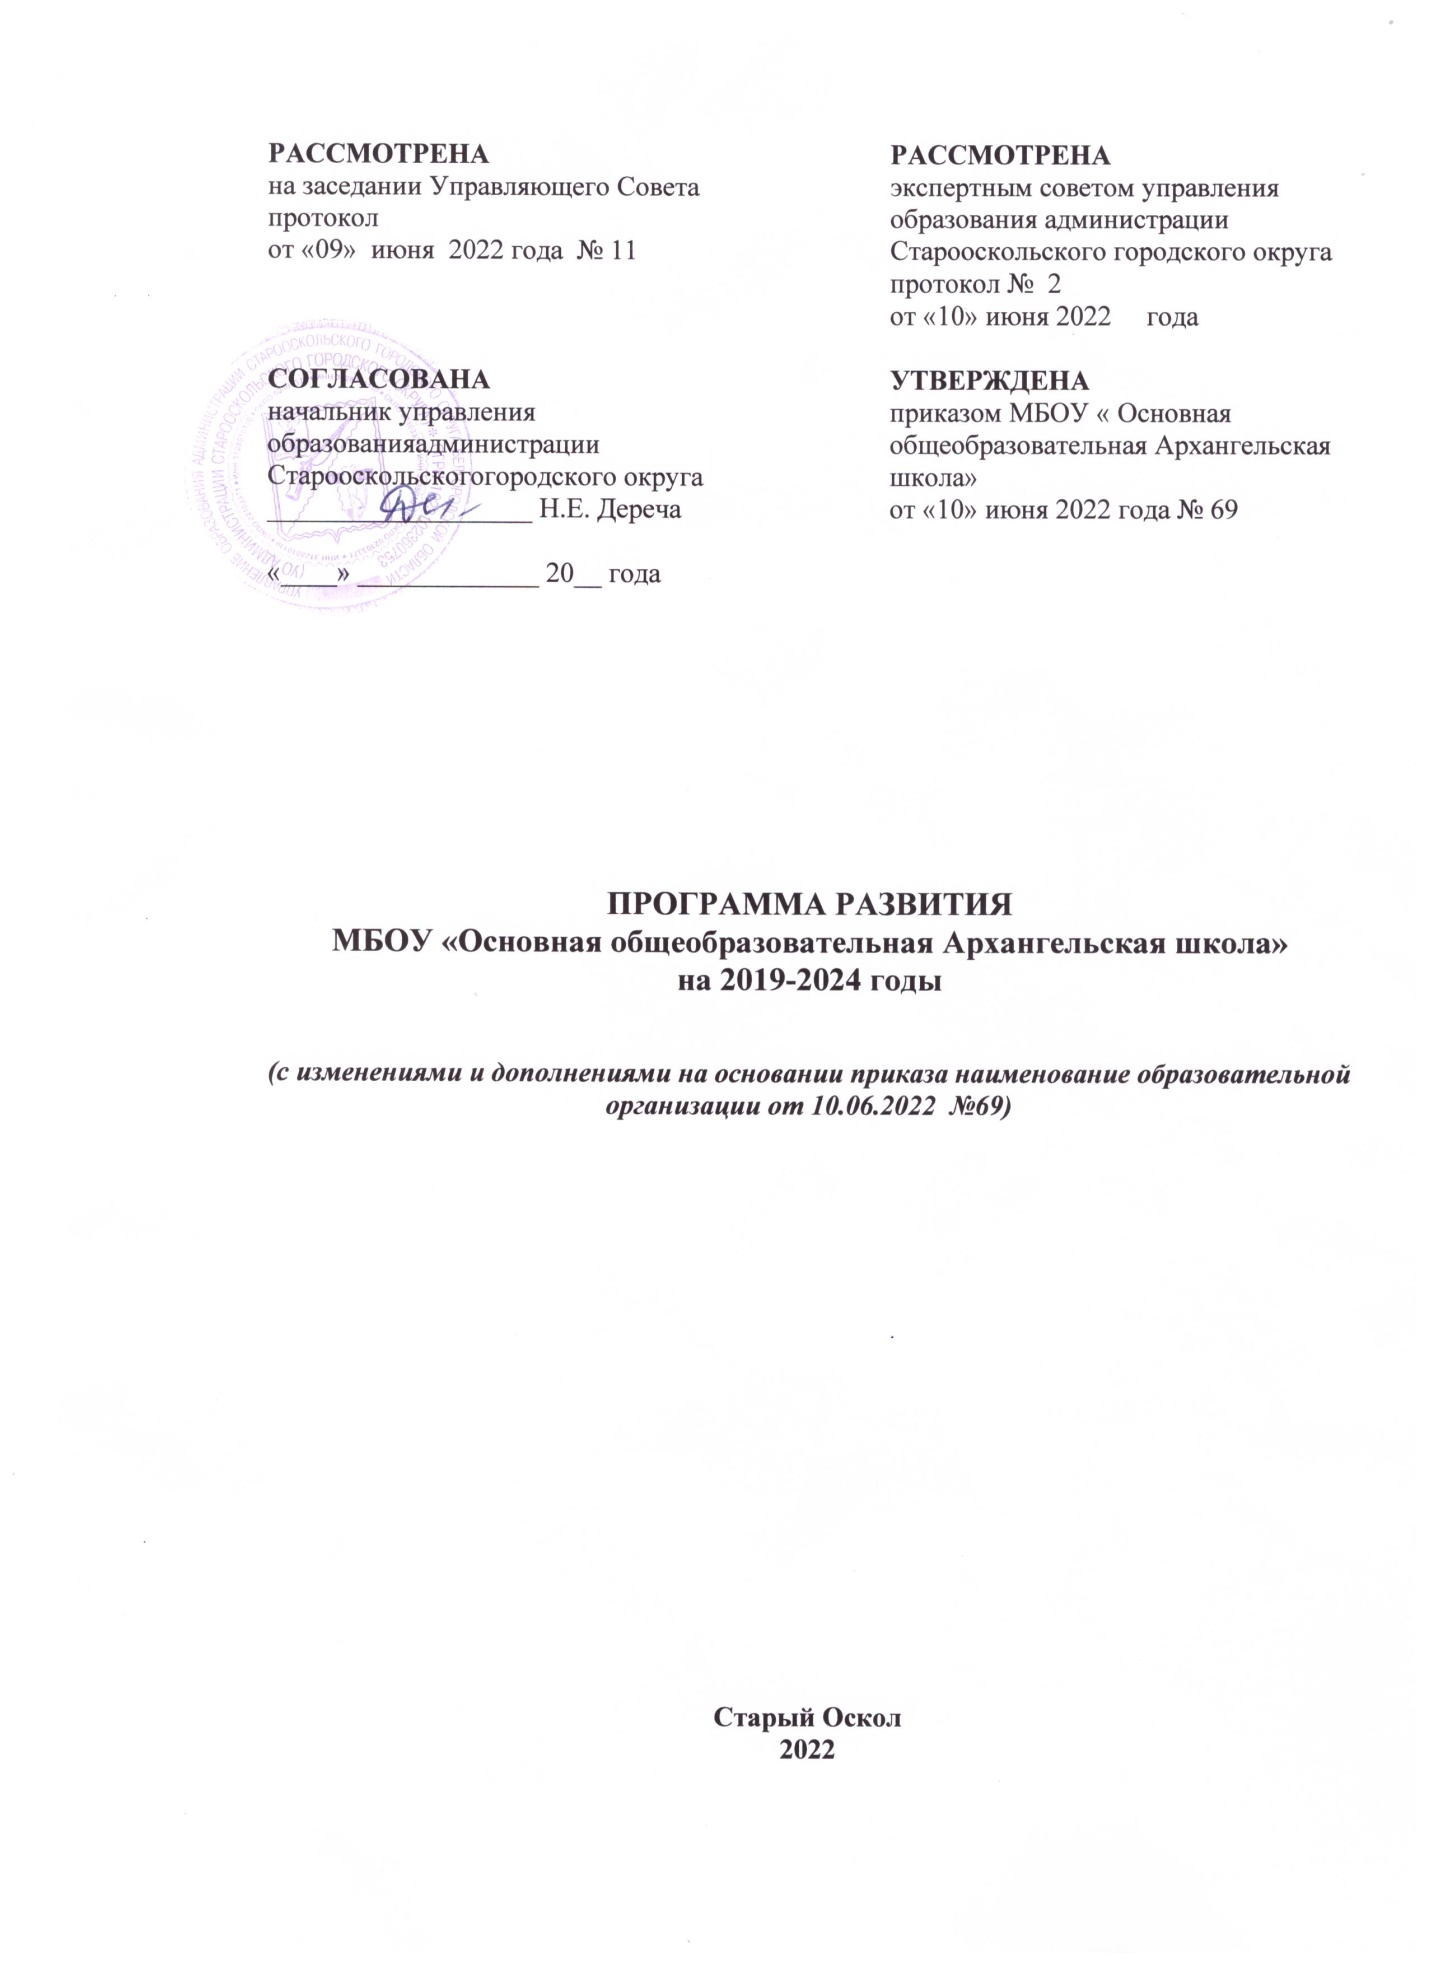 РАССМОТРЕНА
на заседании Управляющего Совета
протокол
от «09»  июня  2022 года  № 11
РАССМОТРЕНА
экспертным советом управления
образования администрации
Старооскольского городского округа
протокол №  2
от «10» июня 2022     года
СОГЛАСОВАНА
начальник управления
образованияадминистрации
Старооскольскогогородского округа
___________________ Н.Е. Дереча
«____» _____________ 20__ года
УТВЕРЖДЕНА
приказом МБОУ « Основная
общеобразовательная Архангельская
школа»
от «10» июня 2022 года № 69
ПРОГРАММА РАЗВИТИЯ
МБОУ «Основная общеобразовательная Архангельская школа»
на 2019-2024 годы
(с изменениями и дополнениями на основании приказа наименование образовательной
организации от 10.06.2022  №69)
Старый Оскол
2022